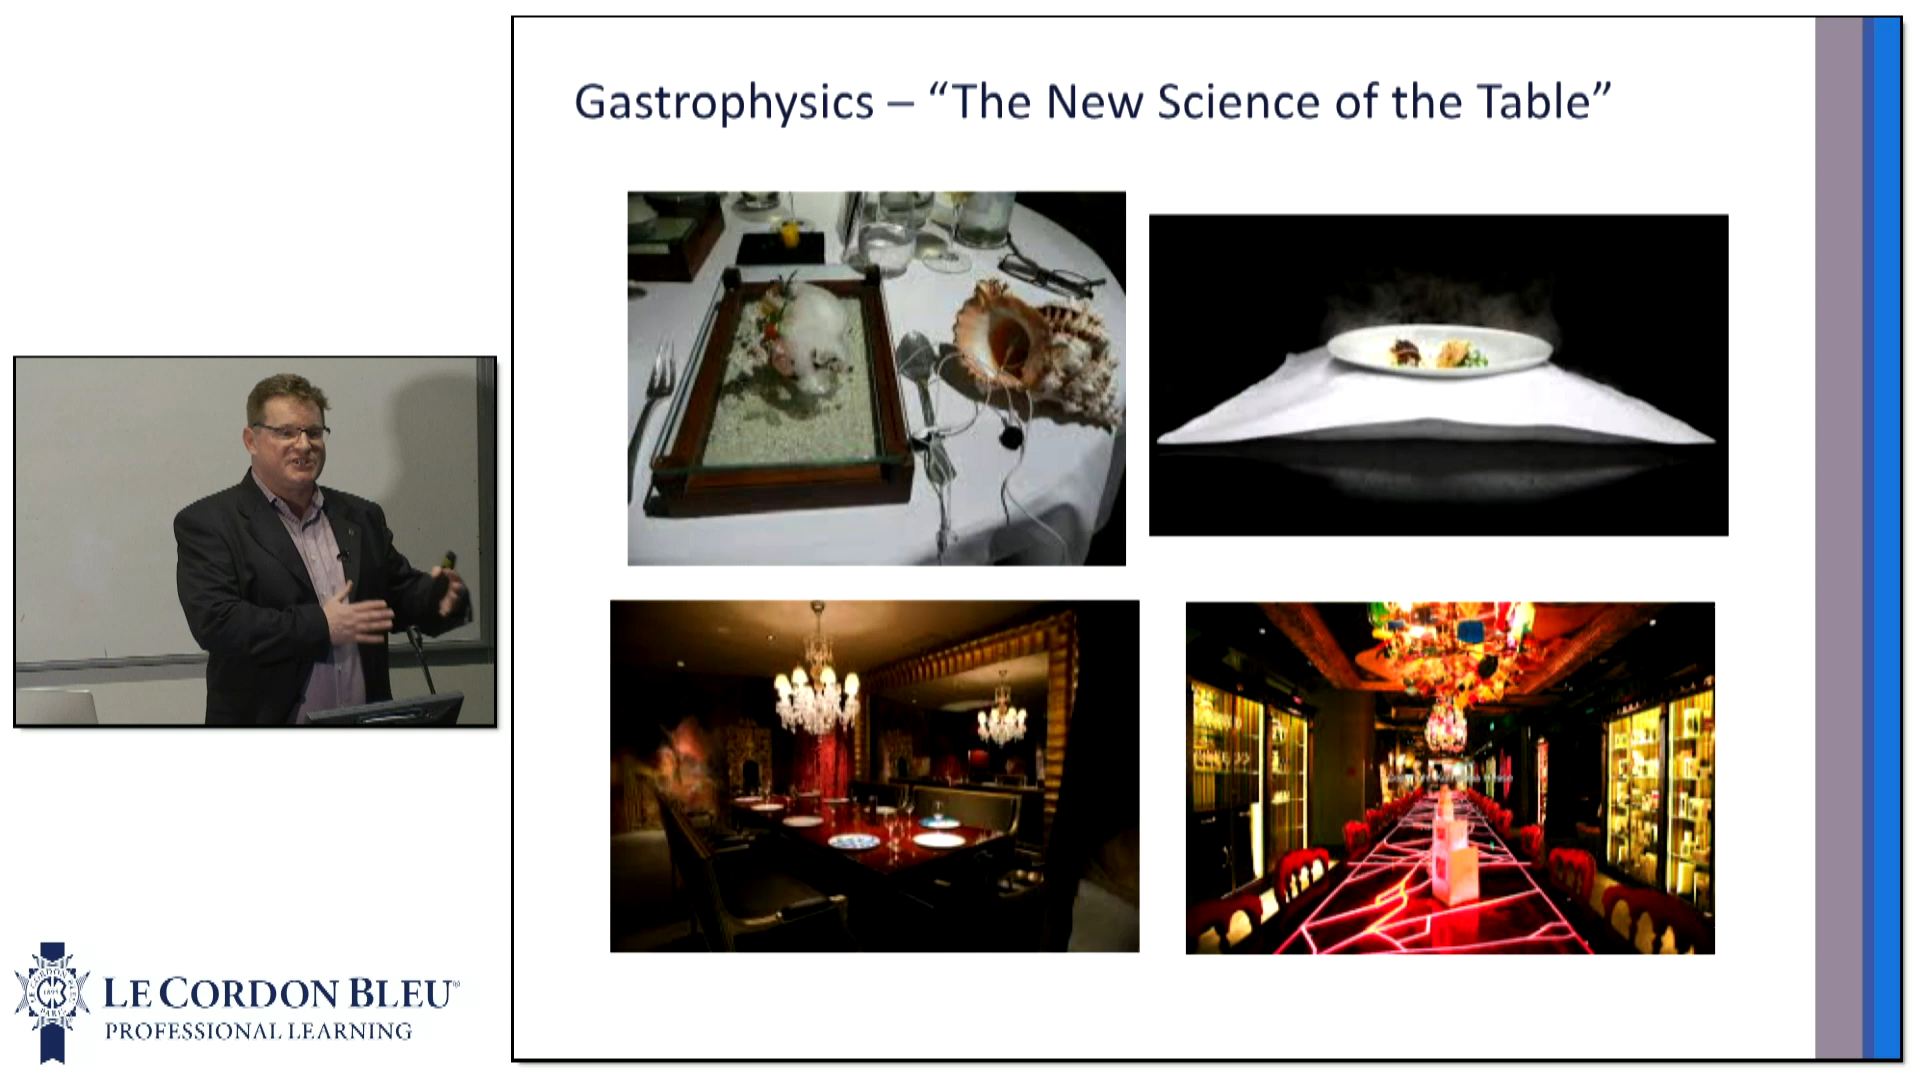 Gastrophysics – “The New Science of the Table”
LE CORDON BLEU®
PROFESSIONAL LEARNING